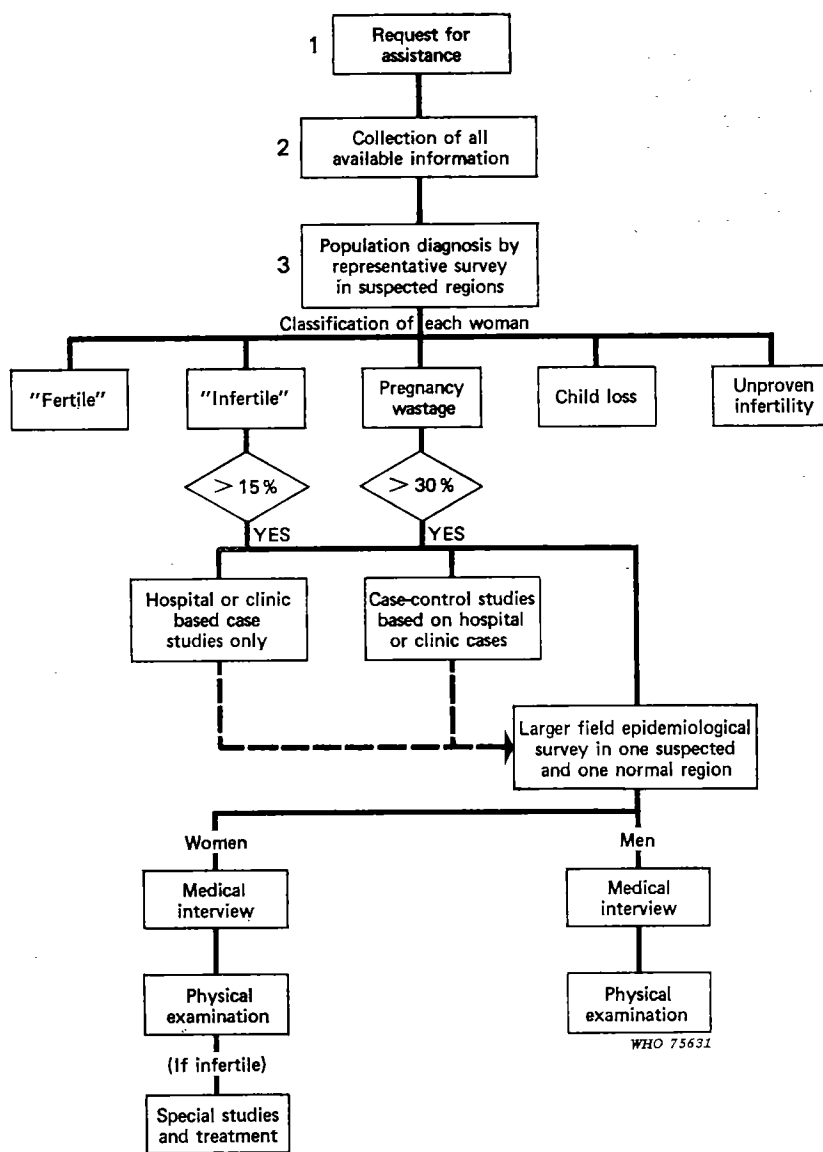 1
Request for
assistance
2
Collection of all
available information
3
Population diagnosis by
representative survey
in suspected regions
Classification of each woman
"Fertile"
"Infertile"
Pregnancy
wastage
Child loss
Unproven
infertility
> 15%
> 30%
YES
YES
Hospital or clinic
based case
studies only
Case-control studies
based on hospital
or clinic cases
Larger field epidemiological
survey in one suspected
and one normal region
Women
Men
Medical
interview
Medical
interview
Physical
examination
Physical
examination
WHO 75631
(If infertile)
Special studies
and treatment